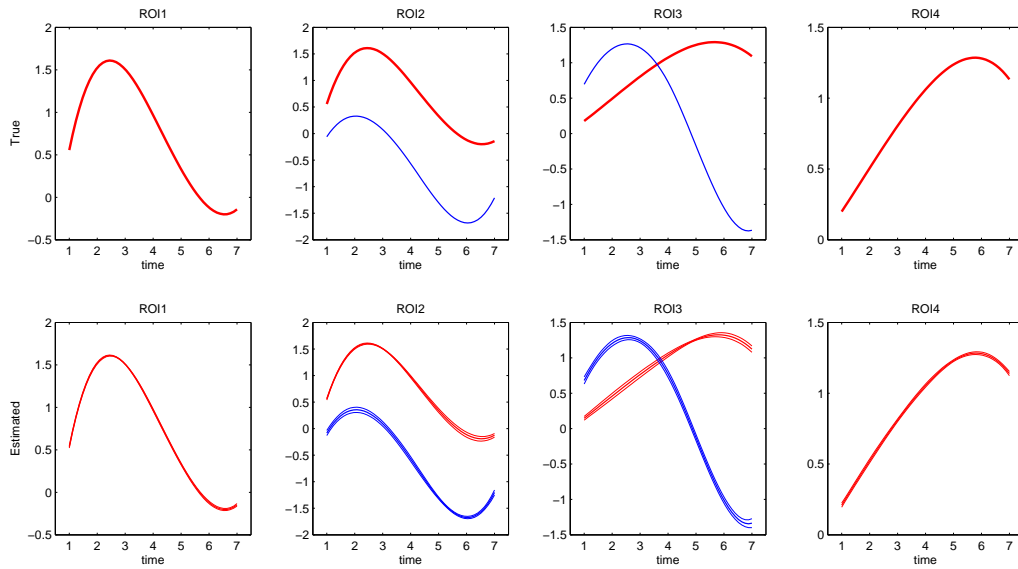 ROI1 ROI2 ROI3 ROI4
True
2 1.5 1 0.5 0 −0.5
2 1.5 1 0.5 0 −0.5 −1 −1.5 −2
1.5 1 0.5 0 −0.5 −1 −1.5
1.5 1 0.5 0
1 2 3 4 5 6 7 1 2 3 4 5 6 7 1 2 3 4 5 6 7 1 2 3 4 5 6 7
time time time time
ROI1 ROI2 ROI3 ROI4
Estimated
2 1.5 1 0.5 0 −0.5
2 1.5 1 0.5 0 −0.5 −1 −1.5 −2
1.5 1 0.5 0 −0.5 −1 −1.5
1.5 1 0.5 0
1 2 3 4 5 6 7 1 2 3 4 5 6 7 1 2 3 4 5 6 7 1 2 3 4 5 6 7
time time time time